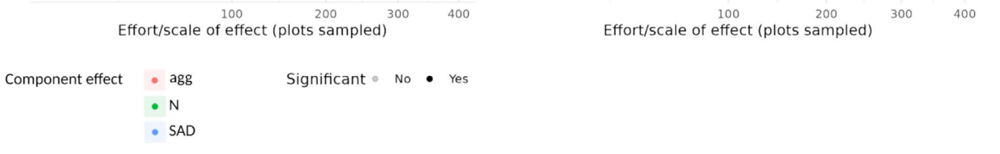 100 200 300 400 100 200 300 400
Effort/scale of effect (plots sampled) Effort/scale of effect (plots sampled)
Component effect agg Significant No Yes
N
SAD